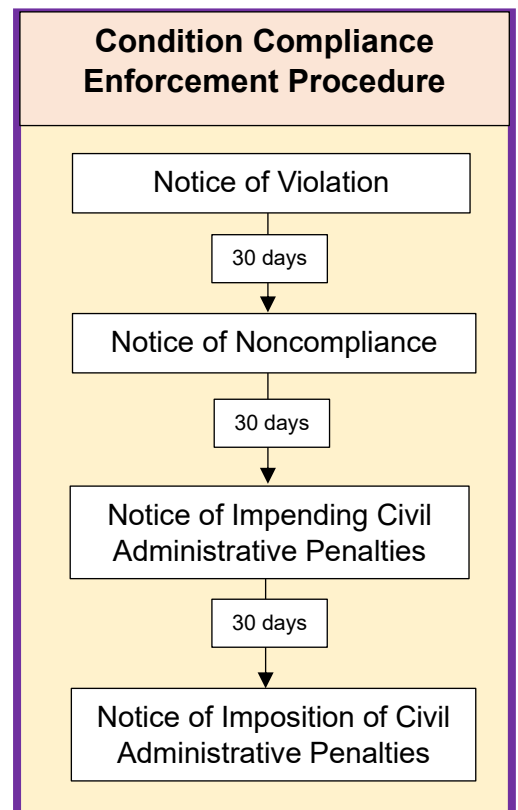 Condition Compliance
Enforcement Procedure
Notice of Violation
30 days
Notice of Noncompliance
30 days
Notice of Impending Civil
Administrative Penalties
30 days
Notice of Imposition of Civil
Administrative Penalties